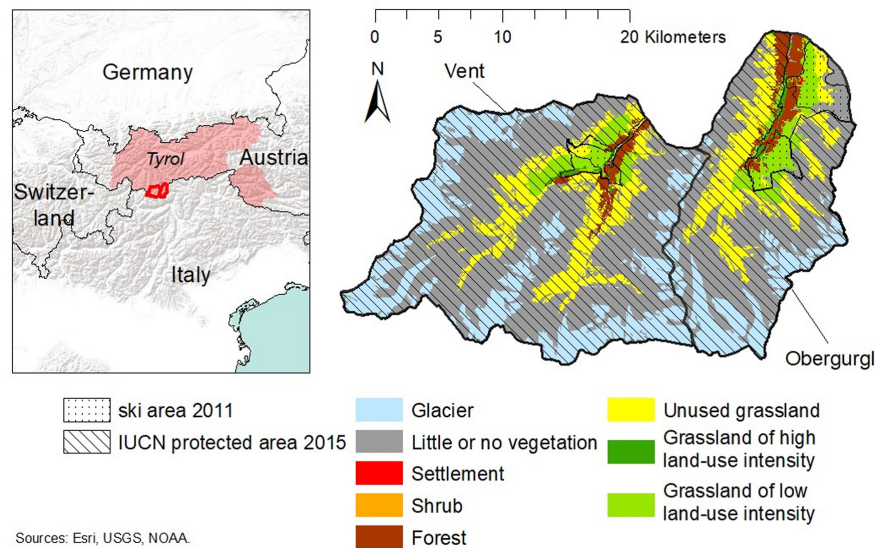 Germany
Tyrol
Austria
Switzer-
land
Italy
0 5 10 20 Kilometers
N
Vent
Obergurgl
ski area 2011
IUCN protected area 2015
Glacier
Little or no vegetation
Settlement
Shrub
Forest
Unused grassland
Grassland of high
land-use intensity
Grassland of low
land-use intensity
Sources: Esri, USGS, NOAA.